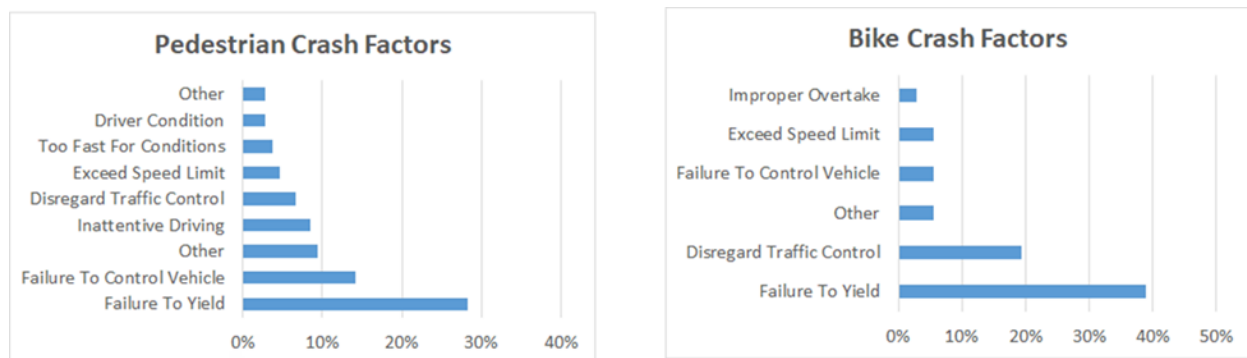 Pedestrian Crash Factors
Other
Driver Condition
Too Fast For Conditions
Exceed Speed Limit
Disregard Traffic Control
Inattentive Driving
Other
Failure To Control Vehicle
Failure To Yield
0% 10% 20% 30% 40%
Bike Crash Factors
Improper Overtake
Exceed Speed Limit
Failure To Control Vehicle
Other
Disregard Traffic Control
Failure To Yield
0% 10% 20% 30% 40% 50%